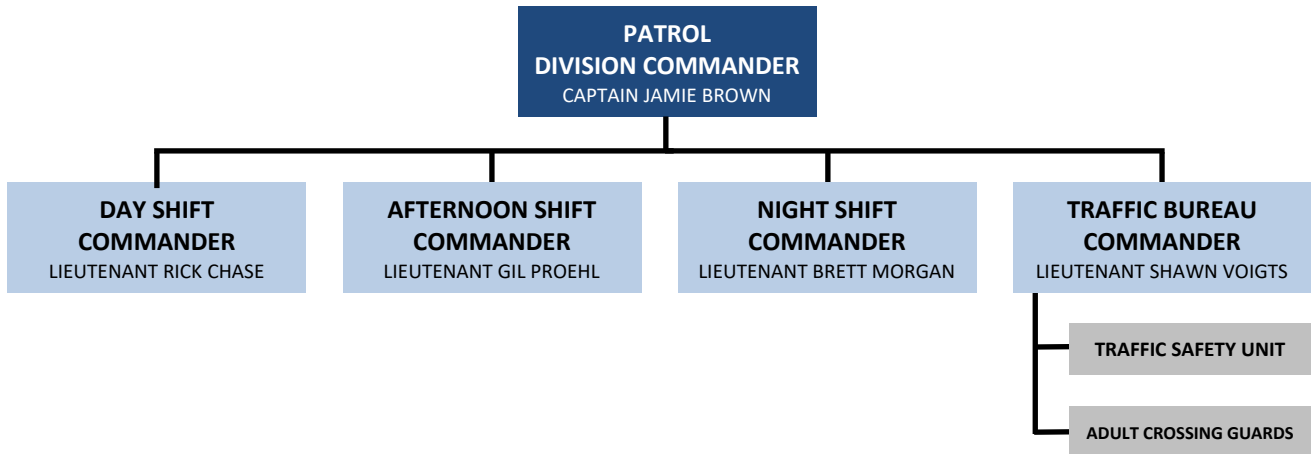 PATROL
DIVISION COMMANDER
CAPTAIN JAMIE BROWN
DAY SHIFT
COMMANDER
LIEUTENANT RICK CHASE
AFTERNOON SHIFT
COMMANDER
LIEUTENANT GIL PROEHL
NIGHT SHIFT
COMMANDER
LIEUTENANT BRETT MORGAN
TRAFFIC BUREAU
COMMANDER
LIEUTENANT SHAWN VOIGTS
TRAFFIC SAFETY UNIT
ADULT CROSSING GUARDS